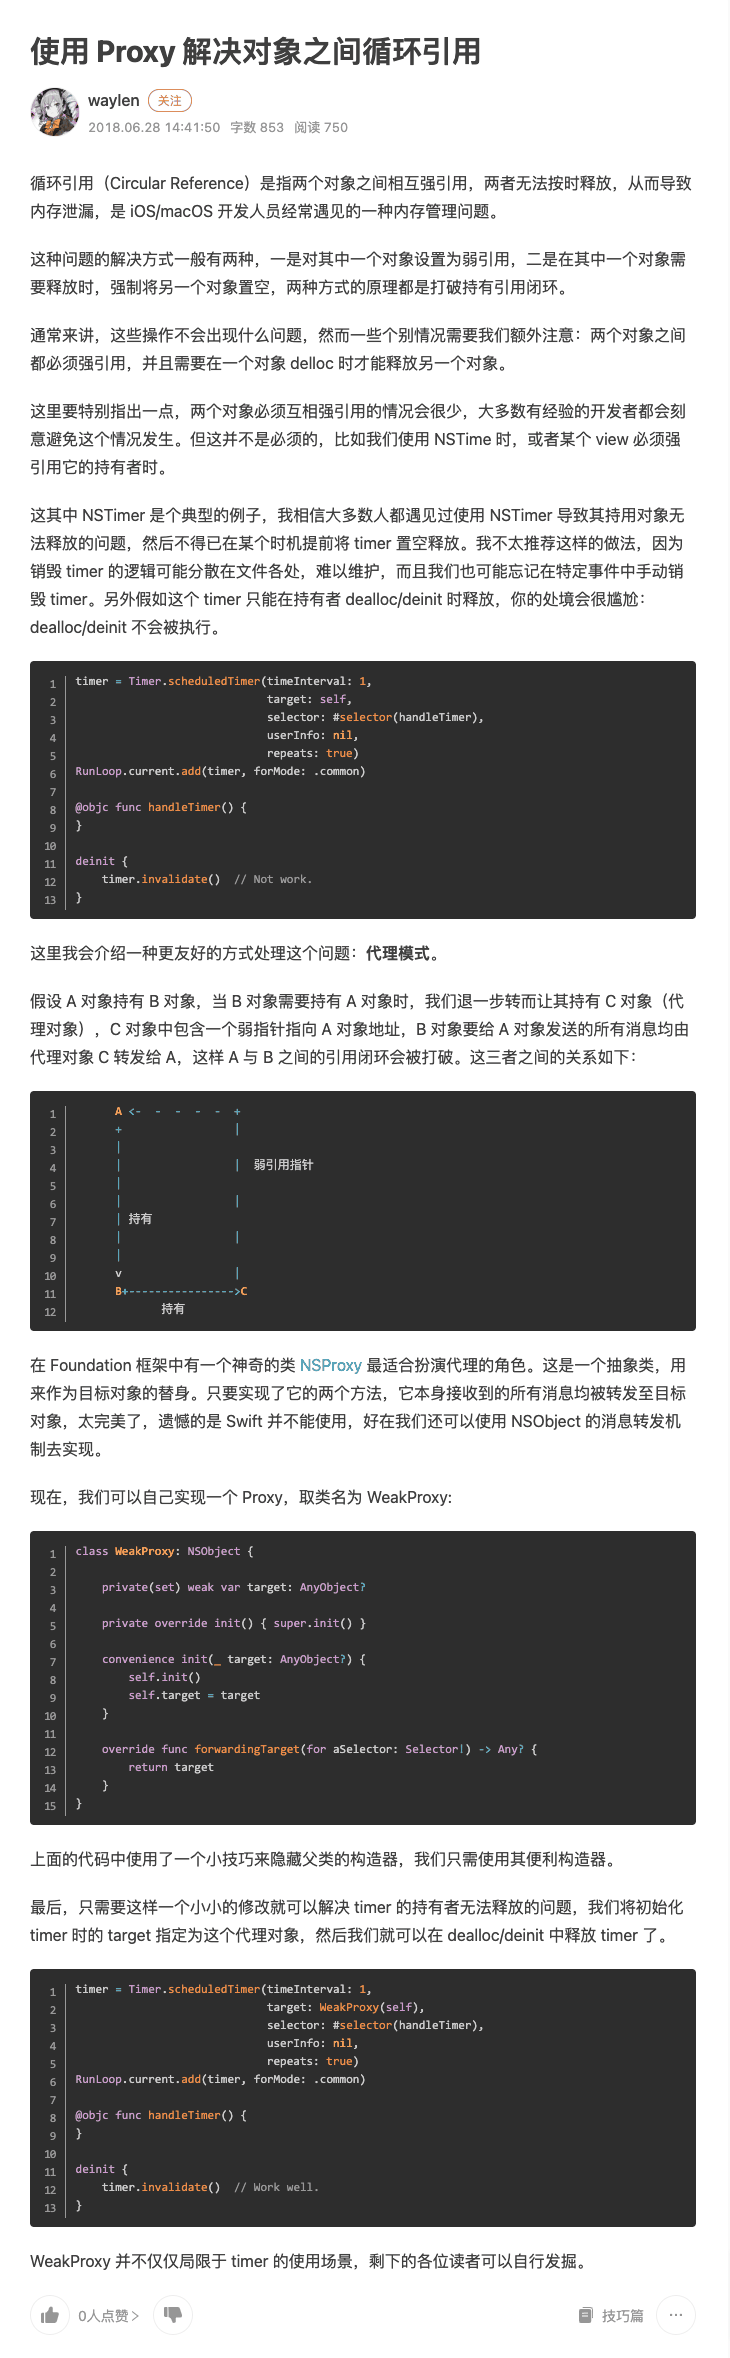 使用 Proxy 解决对象之间循环引用
waylen 关注
2018.06.28 14:41:50 字数 853 阅读 750
循环引用（Circular Reference）是指两个对象之间相互强引用，两者无法按时释放，从而导致
内存泄漏，是 iOS/macOS 开发人员经常遇见的一种内存管理问题。
这种问题的解决方式一般有两种，一是对其中一个对象设置为弱引用，二是在其中一个对象需
要释放时，强制将另一个对象置空，两种方式的原理都是打破持有引用闭环。
通常来讲，这些操作不会出现什么问题，然而一些个别情况需要我们额外注意：两个对象之间
都必须强引用，并且需要在一个对象 delloc 时才能释放另一个对象。
这里要特别指出一点，两个对象必须互相强引用的情况会很少，大多数有经验的开发者都会刻
意避免这个情况发生。但这并不是必须的，比如我们使用 NSTime 时，或者某个 view 必须强
引用它的持有者时。
这其中 NSTimer 是个典型的例子，我相信大多数人都遇见过使用 NSTimer 导致其持用对象无
法释放的问题，然后不得已在某个时机提前将 timer 置空释放。我不太推荐这样的做法，因为
销毁 timer 的逻辑可能分散在文件各处，难以维护，而且我们也可能忘记在特定事件中手动销
毁 timer。另外假如这个 timer 只能在持有者 dealloc/deinit 时释放，你的处境会很尴尬：
dealloc/deinit 不会被执行。
1 timer = Timer.scheduledTimer(timeInterval: 1,
2                              target: self,
3                              selector: #selector(handleTimer),
4                              userInfo: nil,
5                              repeats: true)
6 RunLoop.current.add(timer, forMode: .common)
7
8 @objc func handleTimer() {
9 }
10
11 deinit {
12     timer.invalidate()  // Not work.
13 }
这里我会介绍一种更友好的方式处理这个问题：代理模式。
假设 A 对象持有 B 对象，当 B 对象需要持有 A 对象时，我们退一步转而让其持有 C 对象（代
理对象），C 对象中包含一个弱指针指向 A 对象地址，B 对象要给 A 对象发送的所有消息均由
代理对象 C 转发给 A，这样 A 与 B 之间的引用闭环会被打破。这三者之间的关系如下：
1       A <-  -  -  -  -  +
2       +                 |
3       |
4       |                 |  弱引用指针
5       |
6       |                 |
7       | 持有
8       |                 |
9       |
10       v                 |
11       B+---------------->C
12              持有
在 Foundation 框架中有一个神奇的类 NSProxy 最适合扮演代理的角色。这是一个抽象类，用
来作为目标对象的替身。只要实现了它的两个方法，它本身接收到的所有消息均被转发至目标
对象，太完美了，遗憾的是 Swift 并不能使用，好在我们还可以使用 NSObject 的消息转发机
制去实现。
现在，我们可以自己实现一个 Proxy，取类名为 WeakProxy:
1 class WeakProxy: NSObject {
2
3     private(set) weak var target: AnyObject?
4
5     private override init() { super.init() }
6
7     convenience init(_ target: AnyObject?) {
8         self.init()
9         self.target = target
10     }
11
12     override func forwardingTarget(for aSelector: Selector!) -> Any? {
13         return target
14     }
15 }
上面的代码中使用了一个小技巧来隐藏父类的构造器，我们只需使用其便利构造器。
最后，只需要这样一个小小的修改就可以解决 timer 的持有者无法释放的问题，我们将初始化
timer 时的 target 指定为这个代理对象，然后我们就可以在 dealloc/deinit 中释放 timer 了。
1 timer = Timer.scheduledTimer(timeInterval: 1,
2                              target: WeakProxy(self),
3                              selector: #selector(handleTimer),
4                              userInfo: nil,
5                              repeats: true)
6 RunLoop.current.add(timer, forMode: .common)
7
8 @objc func handleTimer() {
9 }
10
11 deinit {
12     timer.invalidate()  // Work well.
13 }
WeakProxy 并不仅仅局限于 timer 的使用场景，剩下的各位读者可以自行发掘。
0人点赞 > 技巧篇 ...